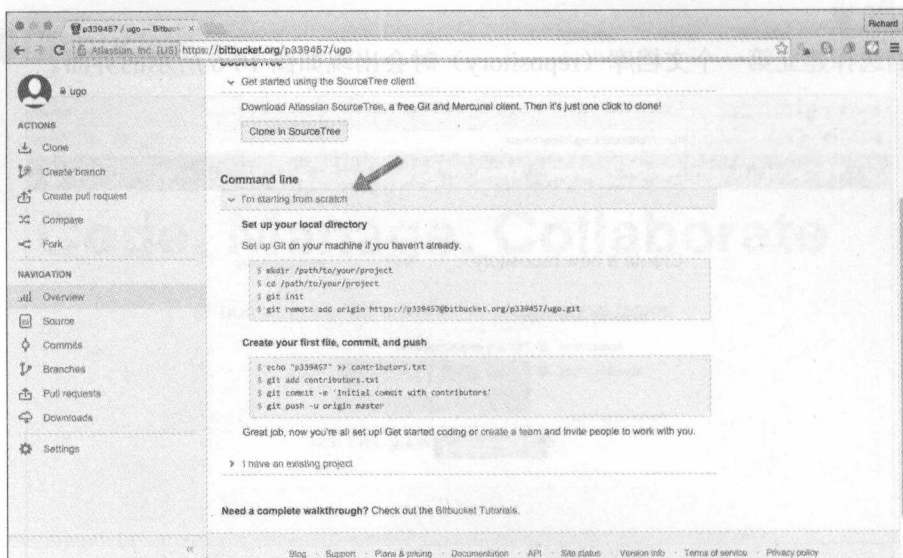 p339457 / ugo — Bitbuc
Richard
Atlassian, Inc. [US] https://bitbucket.org/p339457/ugo
ugo
ACTIONS
Clone
Create branch
Create pull request
Compare
Fork
NAVIGATION
Overview
Source
Commits
Branches
Pull requests
Downloads
Settings
SourceTree
Get started using the SourceTree client
Download Atlassian SourceTree, a free Git and Mercurial client. Then it's just one click to clone!
Clone in SourceTree
Command line
I'm starting from scratch
Set up your local directory
Set up Git on your machine if you haven't already.
$ mkdir /path/to/your/project
$ cd /path/to/your/project
$ git init
$ git remote add origin https://p339457@bitbucket.org/p339457/ugo.git
Create your first file, commit, and push
$ echo "p339457" >> contributors.txt
$ git add contributors.txt
$ git commit -m 'Initial commit with contributors'
$ git push -u origin master
Great job, now you're all set up! Get started coding or create a team and invite people to work with you.
I have an existing project
Need a complete walkthrough? Check out the Bitbucket Tutorials.
Blog · Support · Plans & pricing · Documentation · API · Site status · Version info · Terms of service · Privacy policy